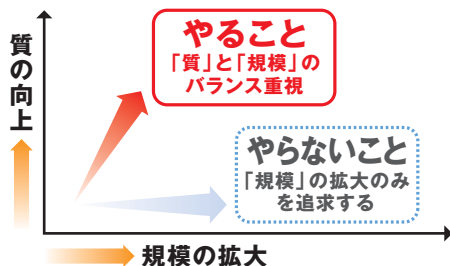 質の向上
やること
「質」と「規模」の
バランス重視
やらないこと
「規模」の拡大のみ
を追求する
規模の拡大